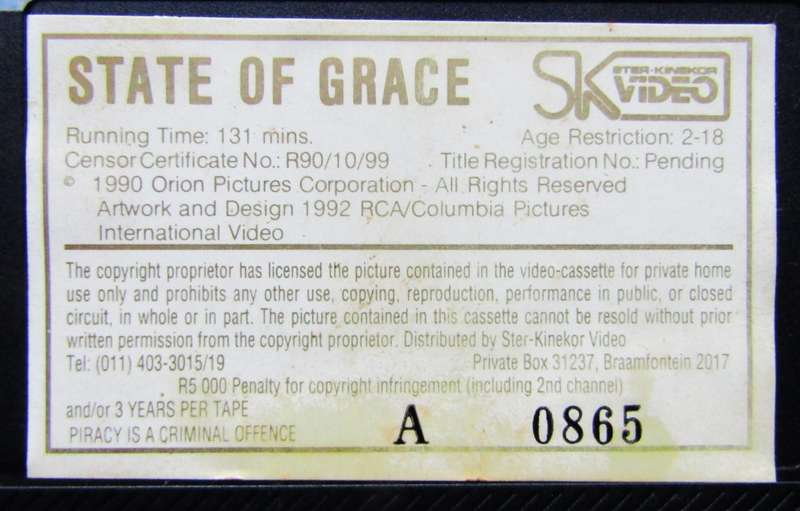 STATE OF GRACE
SK STER-KINEKOR VIDEO
Running Time: 131 mins. Age Restriction: 2-18
Censor Certificate No.: R90/10/99 Title Registration No.: Pending
© 1990 Orion Pictures Corporation - All Rights Reserved
Artwork and Design 1992 RCA/Columbia Pictures
International Video
The copyright proprietor has licensed the picture contained in the video-cassette for private home
use only and prohibits any other use, copying, reproduction, performance in public, or closed
circuit, in whole or in part. The picture contained in this cassette cannot be resold without prior
written permission from the copyright proprietor. Distributed by Ster-Kinekor Video
Tel: (011) 403-3015/19 Private Box 31237, Braamfontein 2017
R5 000 Penalty for copyright infringement (including 2nd channel)
and/or 3 YEARS PER TAPE
PIRACY IS A CRIMINAL OFFENCE A 0865